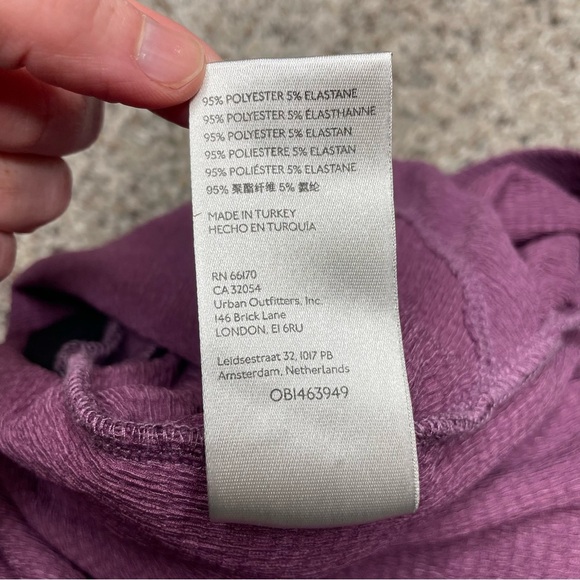 95% POLYESTER 5% ELASTANE
95% POLYESTER 5% ÉLASTHANNE
95% POLYESTER 5% ELASTAN
95% POLIESTERE 5% ELASTAN
95% POLIÉSTER 5% ELASTANE
95% 聚酯纤维 5% 氨纶
MADE IN TURKEY
HECHO EN TURQUÍA
RN 66170
CA 32054
Urban Outfitters, Inc.
146 Brick Lane
LONDON, E1 6RU
Leidsestraat 32, 1017 PB
Amsterdam, Netherlands
OB1463949